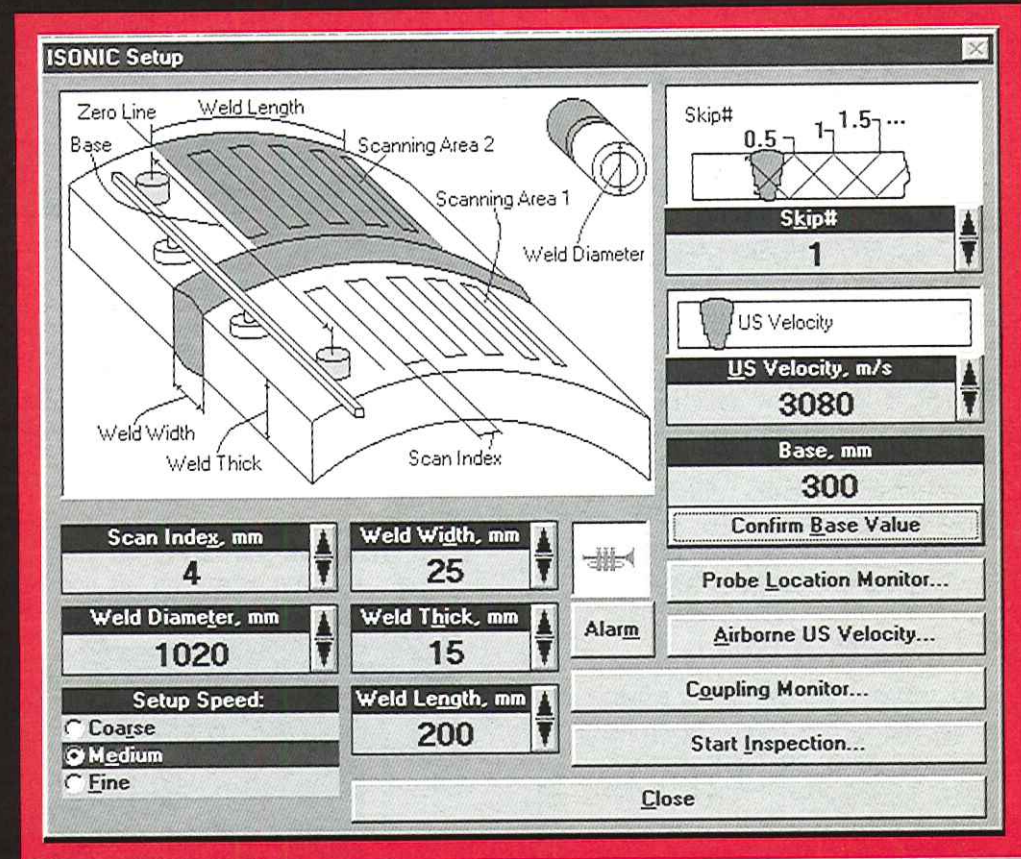 ISONIC Setup
Zero Line
Weld Length
Base
Scanning Area 2
Scanning Area 1
Weld Diameter
Weld Width
Weld Thick
Scan Index
Skip#
0.5
1
1.5
...
Skip#
1
US Velocity
US Velocity, m/s
3080
Base, mm
300
Confirm Base Value
Scan Index, mm
4
Weld Width, mm
25
Probe Location Monitor...
Weld Diameter, mm
1020
Weld Thick, mm
15
Alarm
Airborne US Velocity...
Setup Speed:
Coarse
Medium
Fine
Weld Length, mm
200
Coupling Monitor...
Start Inspection...
Close